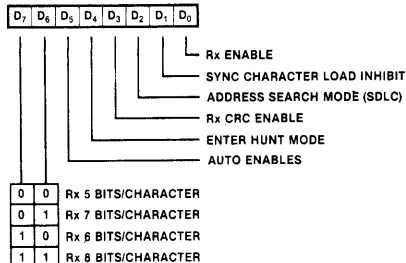 D7 D6 D5 D4 D3 D2 D1 D0
Rx ENABLE
SYNC CHARACTER LOAD INHIBIT
ADDRESS SEARCH MODE (SDLC)
Rx CRC ENABLE
ENTER HUNT MODE
AUTO ENABLES
0 0 Rx 5 BITS/CHARACTER
0 1 Rx 7 BITS/CHARACTER
1 0 Rx 6 BITS/CHARACTER
1 1 Rx 8 BITS/CHARACTER